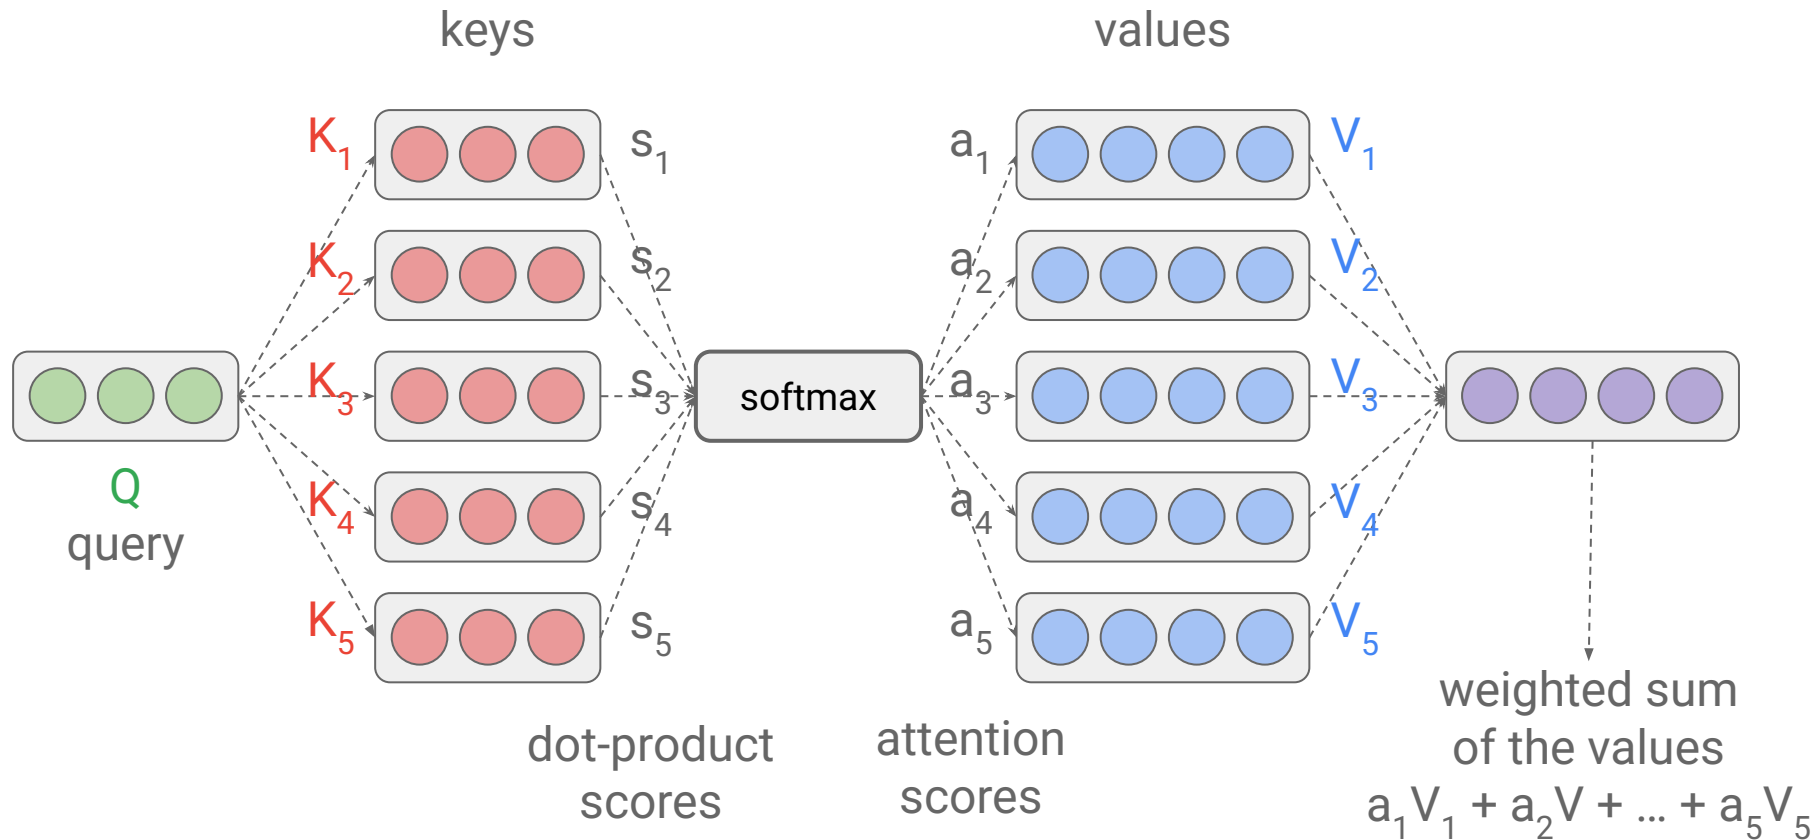 keys
values
K₁
s₁
a₁
V₁
K₂
s₂
a₂
V₂
K₃
s₃
softmax
a₃
V₃
Q
query
K₄
s₄
a₄
V₄
K₅
s₅
a₅
V₅
dot-product
scores
attention
scores
weighted sum
of the values
a₁V₁ + a₂V + ... + a₅V₅